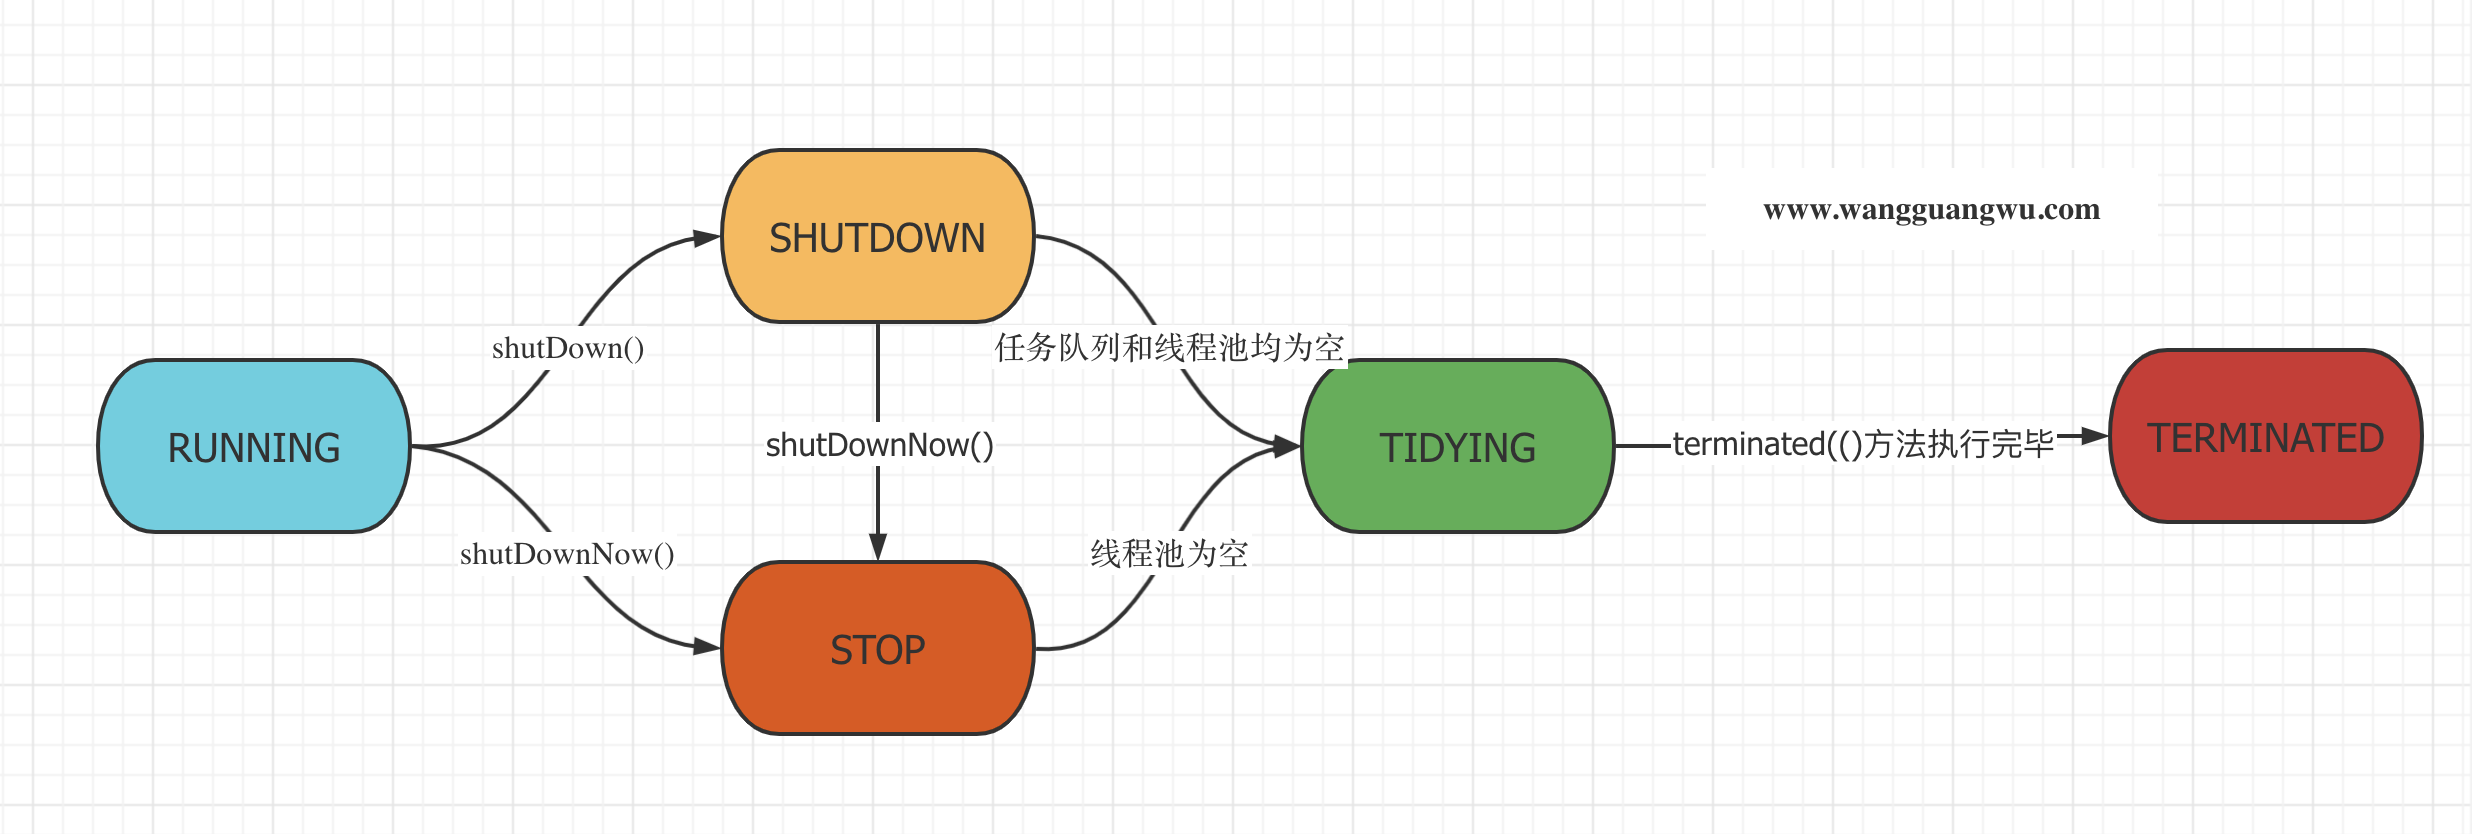 www.wangguangwu.com
SHUTDOWN
shutDown()
任务队列和线程池均为空
RUNNING
shutDownNow()
TIDYING
terminated(()方法执行完毕
TERMINATED
shutDownNow()
线程池为空
STOP